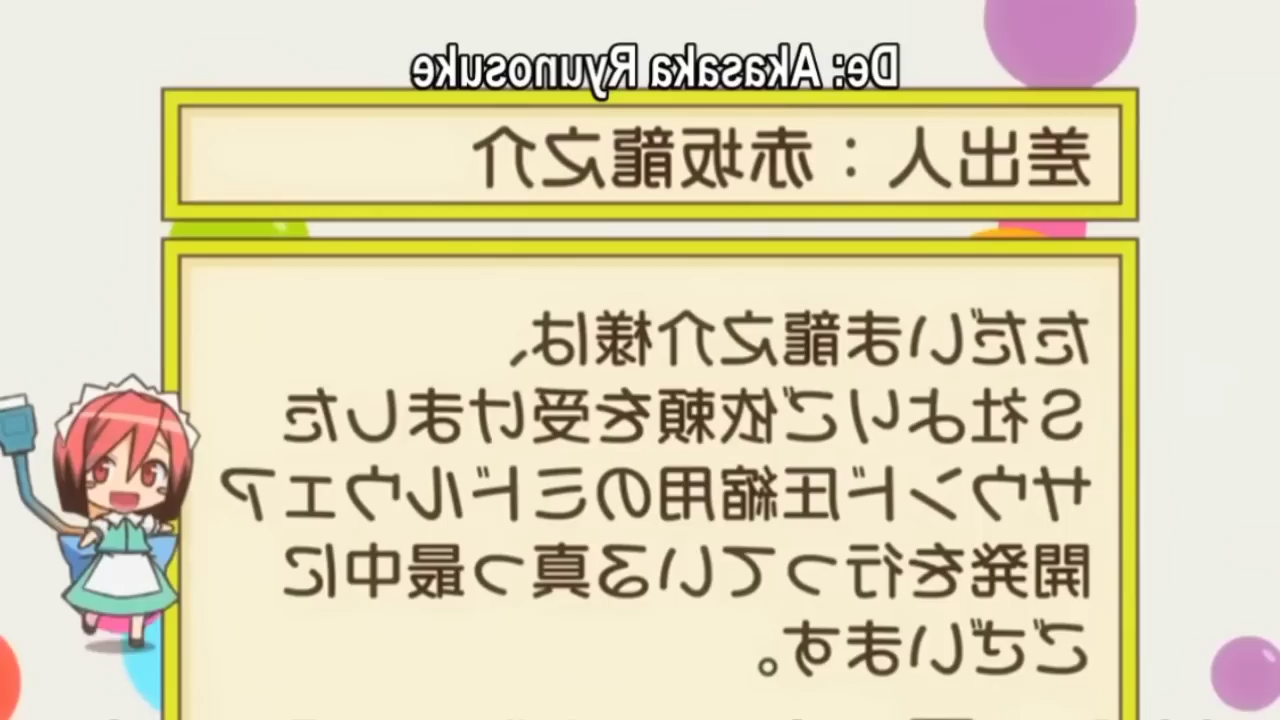 De: Akasaka Ryunosuke
差出人：赤坂龍之介
ただいま龍之介様は、
Ｓ社よいご依頼を受けました
サウンド圧縮用のミドルウェア
開発を行っている真っ最中に
ございます。